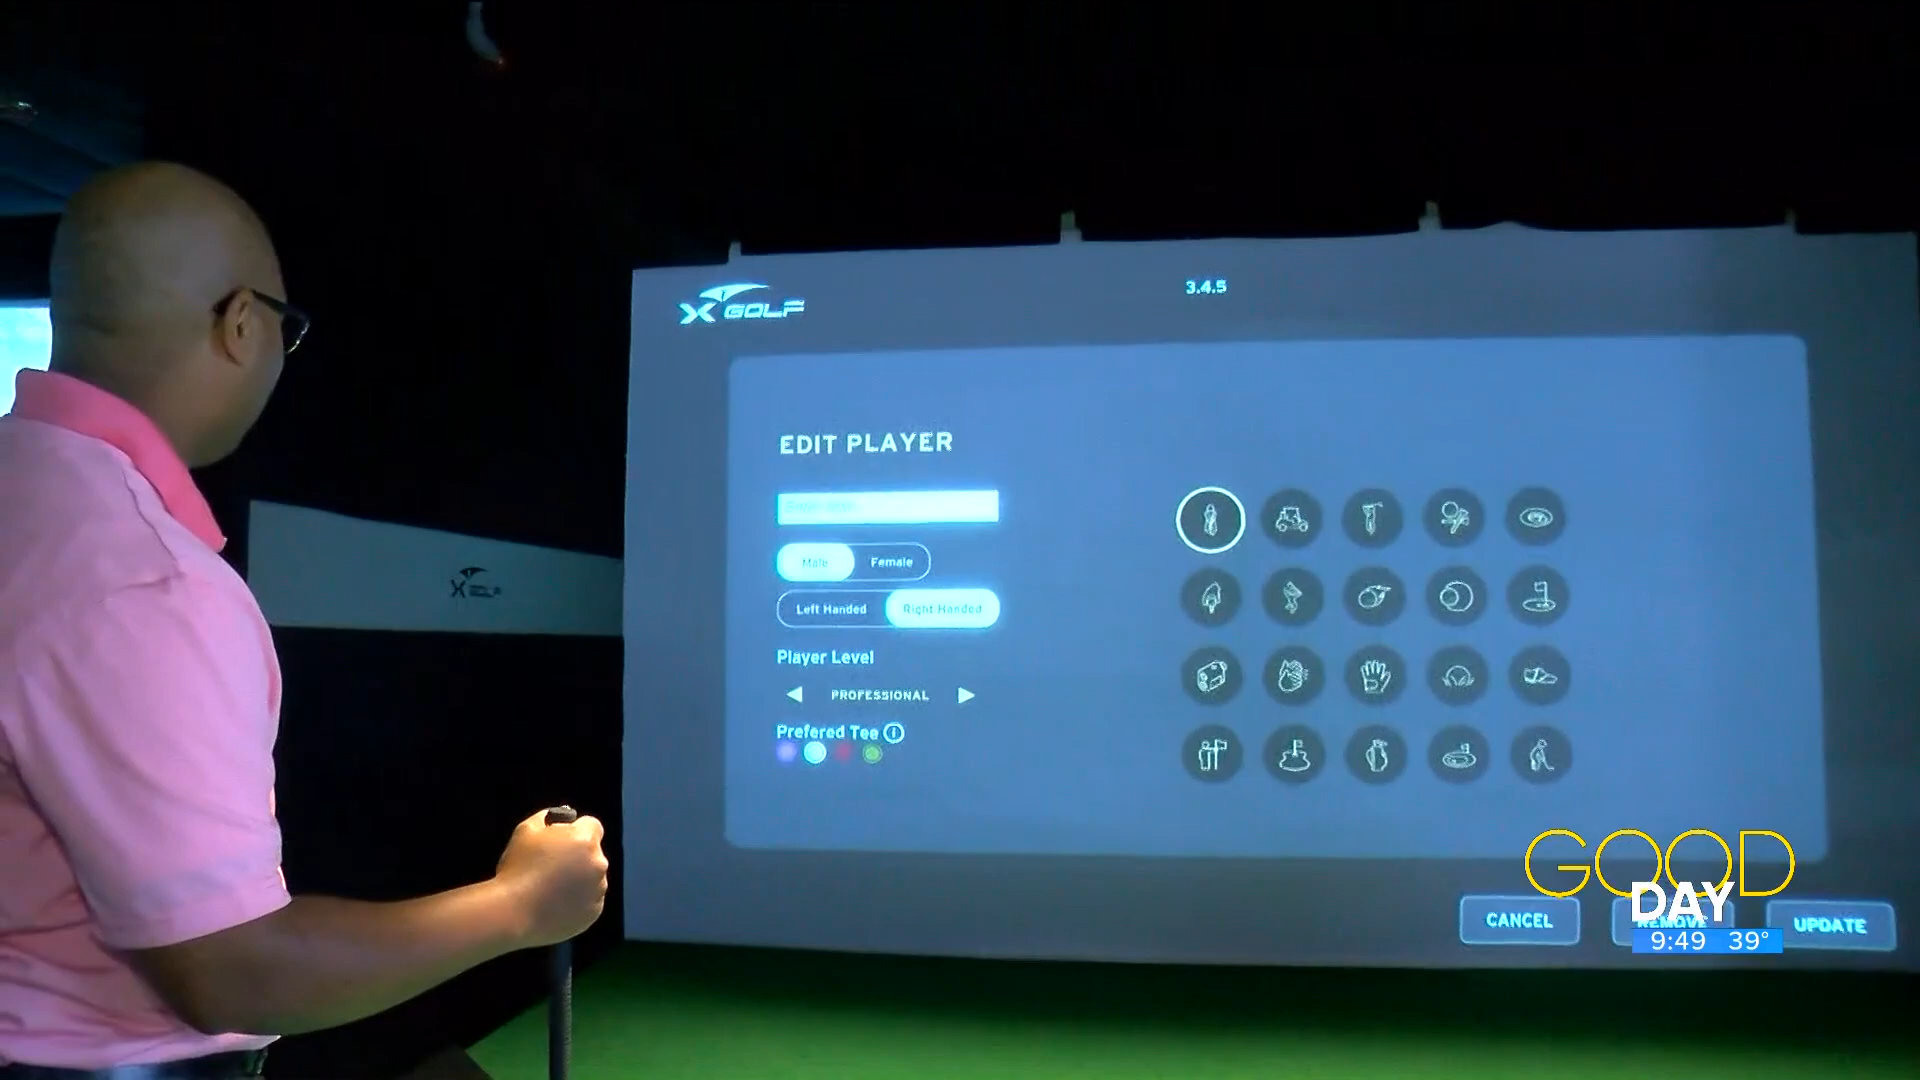 X GOLF
3.4.5
EDIT PLAYER
Male
Female
Left Handed
Right Handed
Player Level
PROFESSIONAL
Prefered Tee
CANCEL
REMOVE
UPDATE
GOOD
DAY
9:49 39°